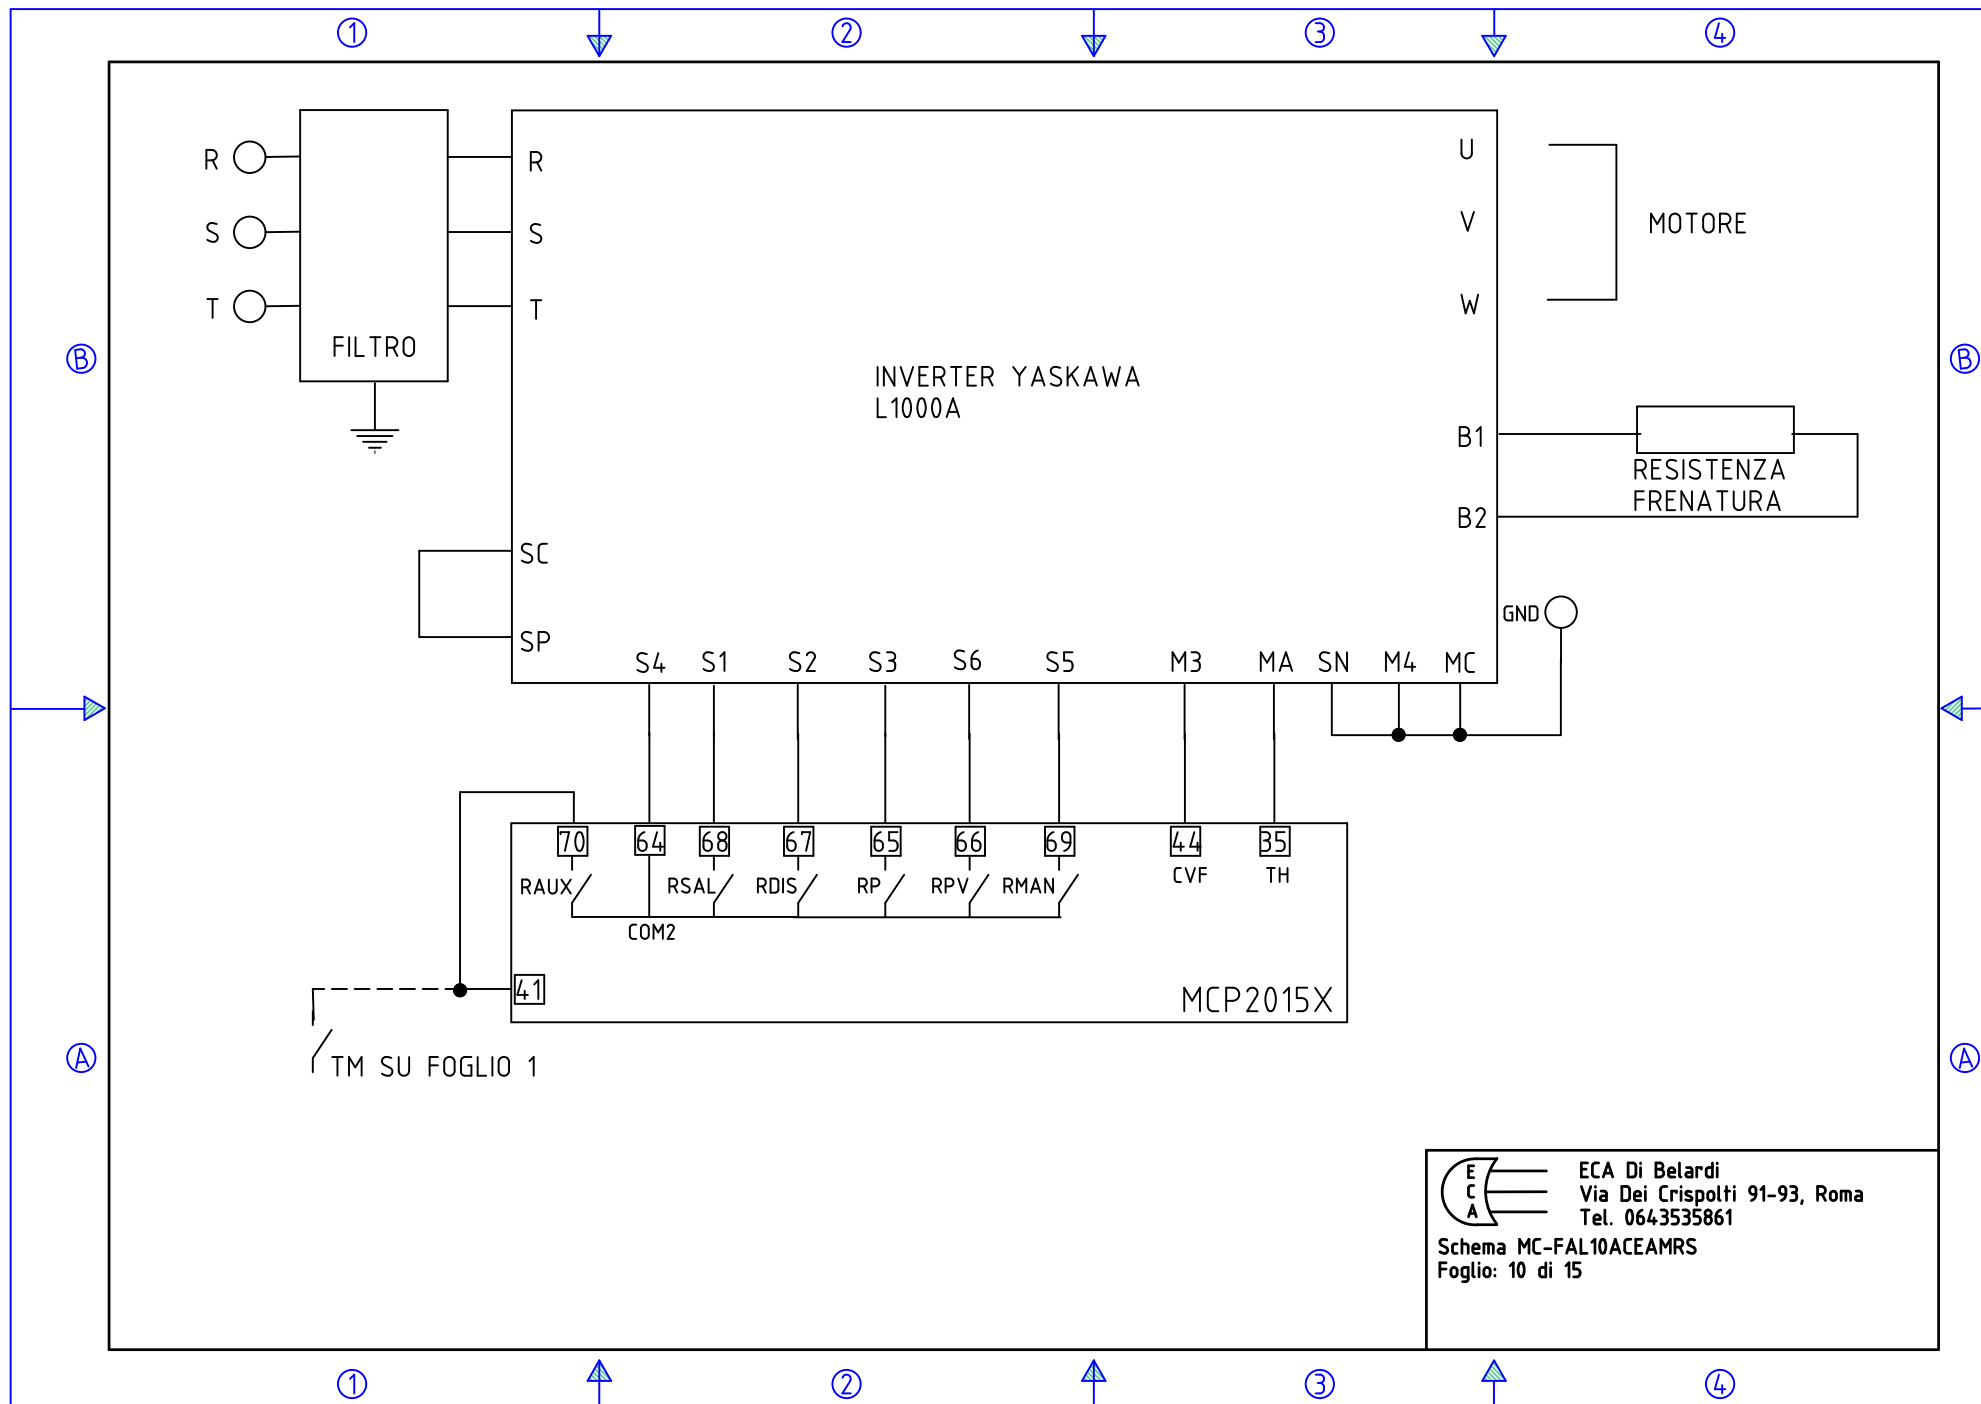 1 2 3 4
R R U
S S V MOTORE
T T W
FILTRO
B B
INVERTER YASKAWA
L1000A
B1
RESISTENZA
FRENATURA
B2
SC
GND
SP
S4 S1 S2 S3 S6 S5 M3 MA SN M4 MC
70 64 68 67 65 66 69 44 35
RAUX RSAL RDIS RP RPV RMAN CVF TH
COM2
41
MCP2015X
TM SU FOGLIO 1
A A
E C A
ECA Di Belardi
Via Dei Crispolti 91-93, Roma
Tel. 0643535861
Schema MC-FAL10ACEAMRS
Foglio: 10 di 15
1 2 3 4